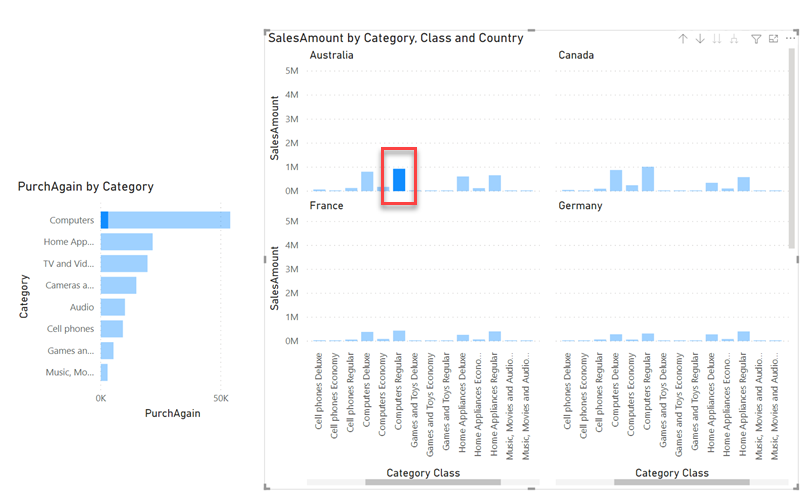 SalesAmount by Category, Class and Country
Australia
Canada
5M
4M
3M
2M
1M
0M
SalesAmount
France
Germany
5M
4M
3M
2M
1M
0M
SalesAmount
Cell phones Deluxe
Cell phones Economy
Cell phones Regular
Computers Deluxe
Computers Economy
Computers Regular
Games and Toys Deluxe
Games and Toys Economy
Games and Toys Regular
Home Appliances Deluxe
Home Appliances Econo...
Home Appliances Regular
Music, Movies and Audio...
Music, Movies and Audio...
Category Class
Cell phones Deluxe
Cell phones Economy
Cell phones Regular
Computers Deluxe
Computers Economy
Computers Regular
Games and Toys Deluxe
Games and Toys Economy
Games and Toys Regular
Home Appliances Deluxe
Home Appliances Econo...
Home Appliances Regular
Music, Movies and Audio...
Music, Movies and Audio...
Category Class
PurchAgain by Category
Category
Computers
Home App...
TV and Vid...
Cameras a...
Audio
Cell phones
Games an...
Music, Mo...
0K
50K
PurchAgain